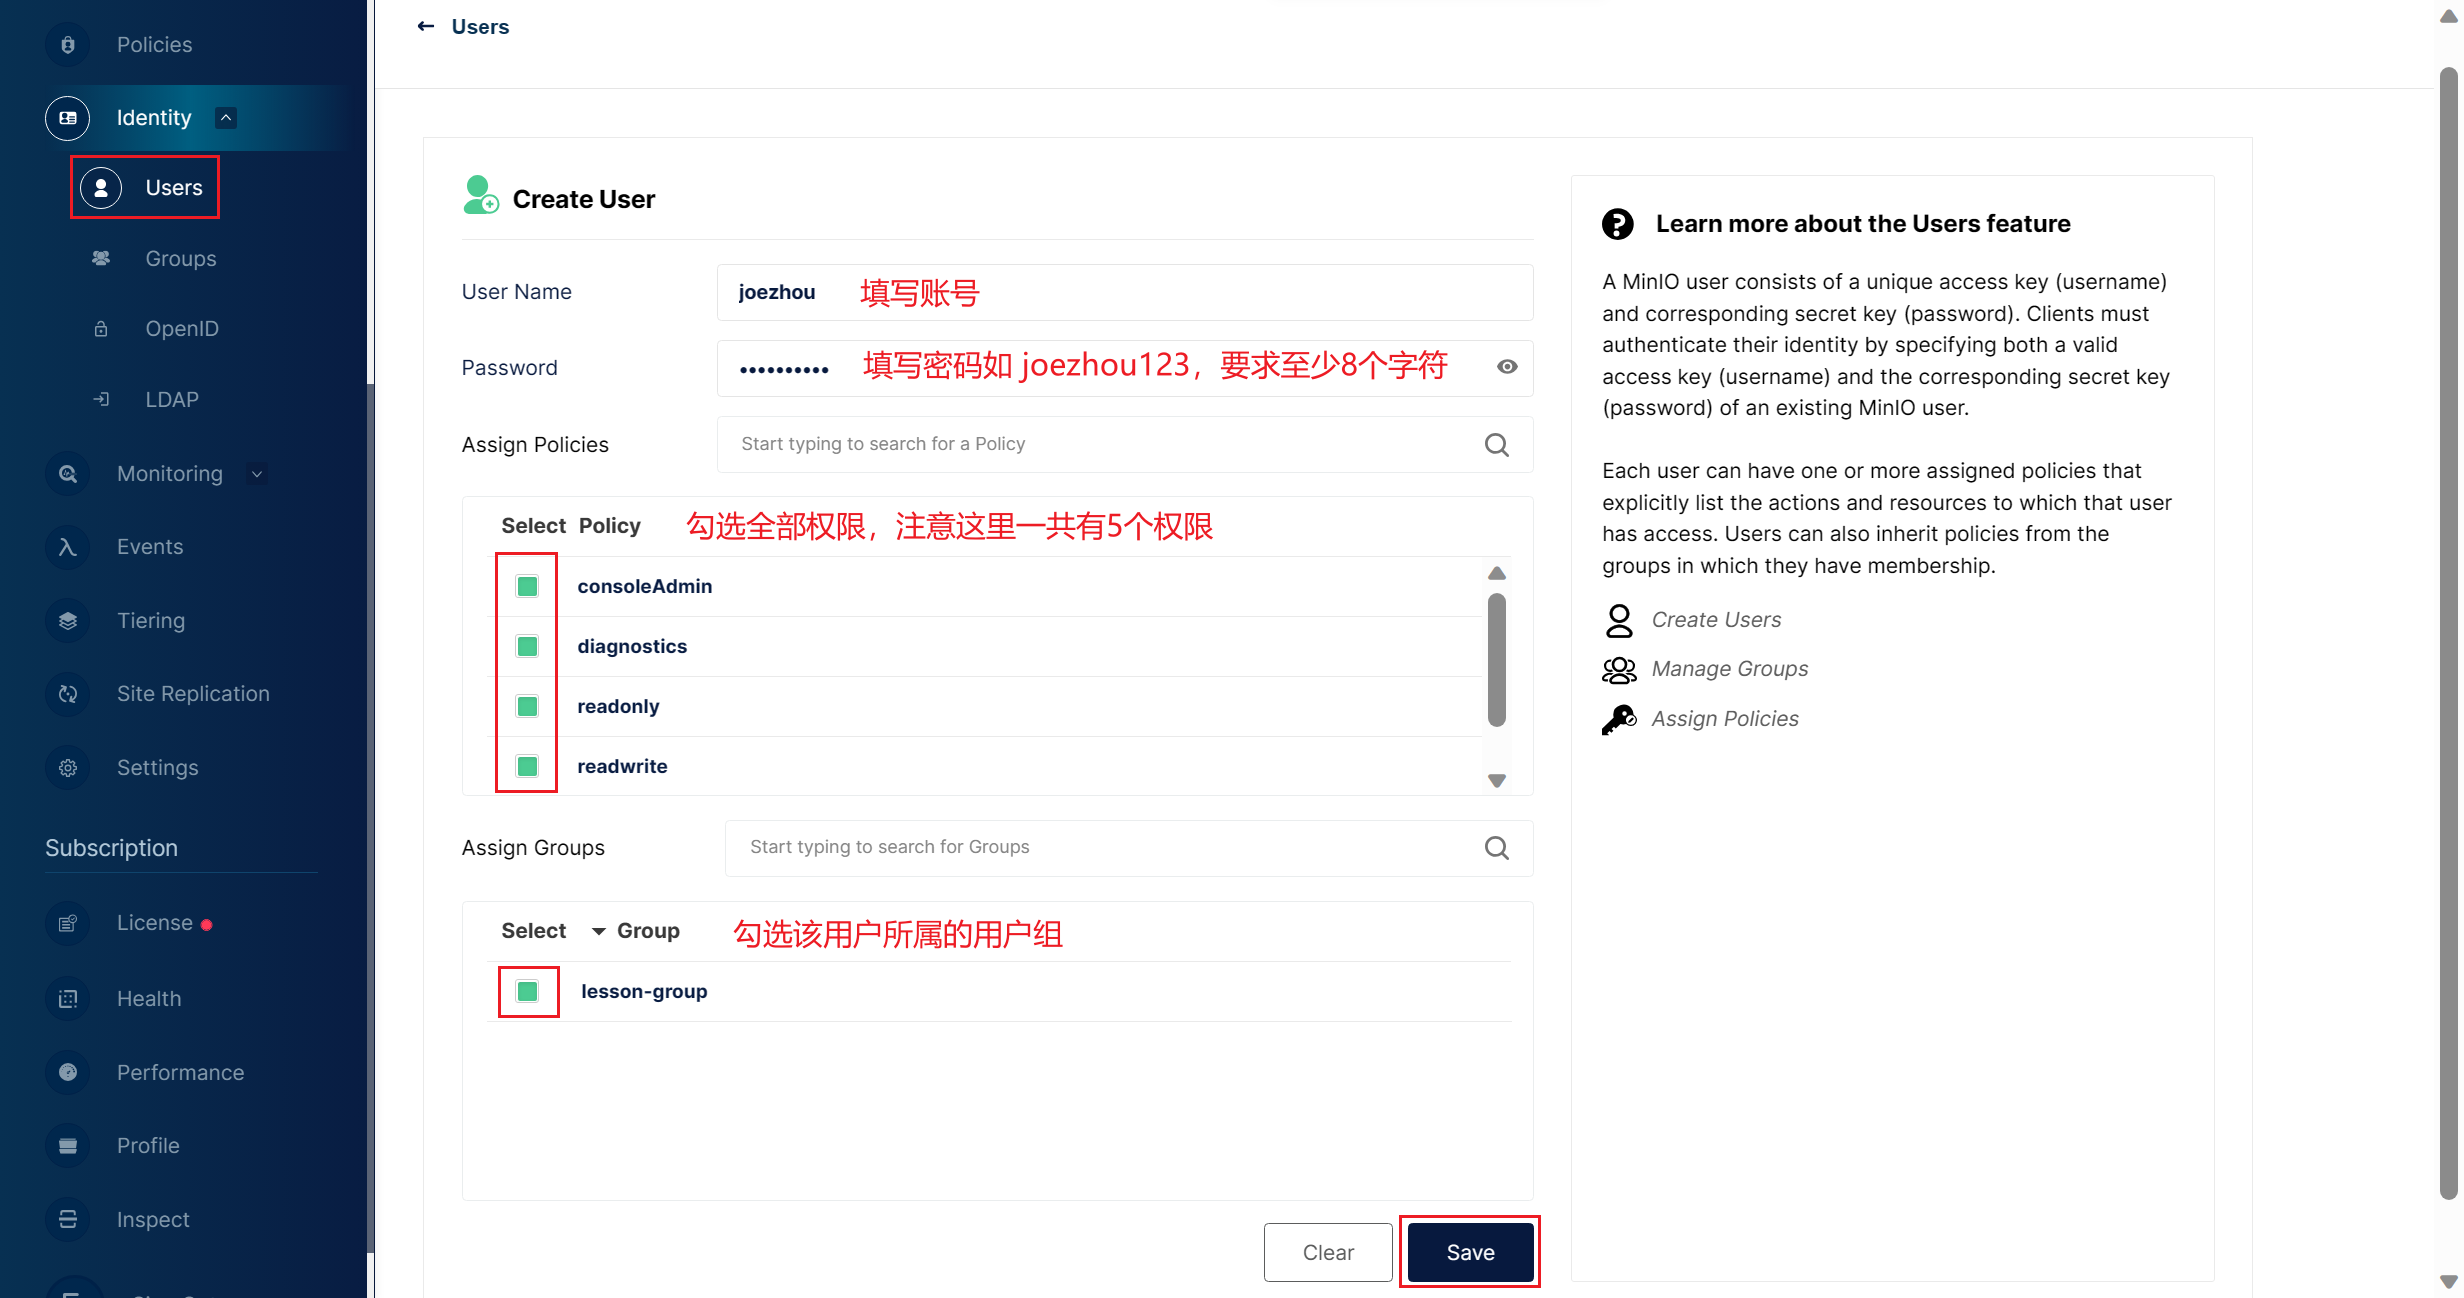 Policies
Identity
Users
Groups
OpenID
LDAP
Monitoring
Events
Tiering
Site Replication
Settings
Subscription
License
Health
Performance
Profile
Inspect
Users
Create User
User Name
joezhou 填写账号
Password
•••••••••• 填写密码如 joezhou123，要求至少8个字符
Assign Policies
Start typing to search for a Policy
Select Policy 勾选全部权限，注意这里一共有5个权限
consoleAdmin
diagnostics
readonly
readwrite
Assign Groups
Start typing to search for Groups
Select Group 勾选该用户所属的用户组
lesson-group
Clear
Save
Learn more about the Users feature
A MinIO user consists of a unique access key (username)
and corresponding secret key (password). Clients must
authenticate their identity by specifying both a valid
access key (username) and the corresponding secret key
(password) of an existing MinIO user.
Each user can have one or more assigned policies that
explicitly list the actions and resources to which that user
has access. Users can also inherit policies from the
groups in which they have membership.
Create Users
Manage Groups
Assign Policies